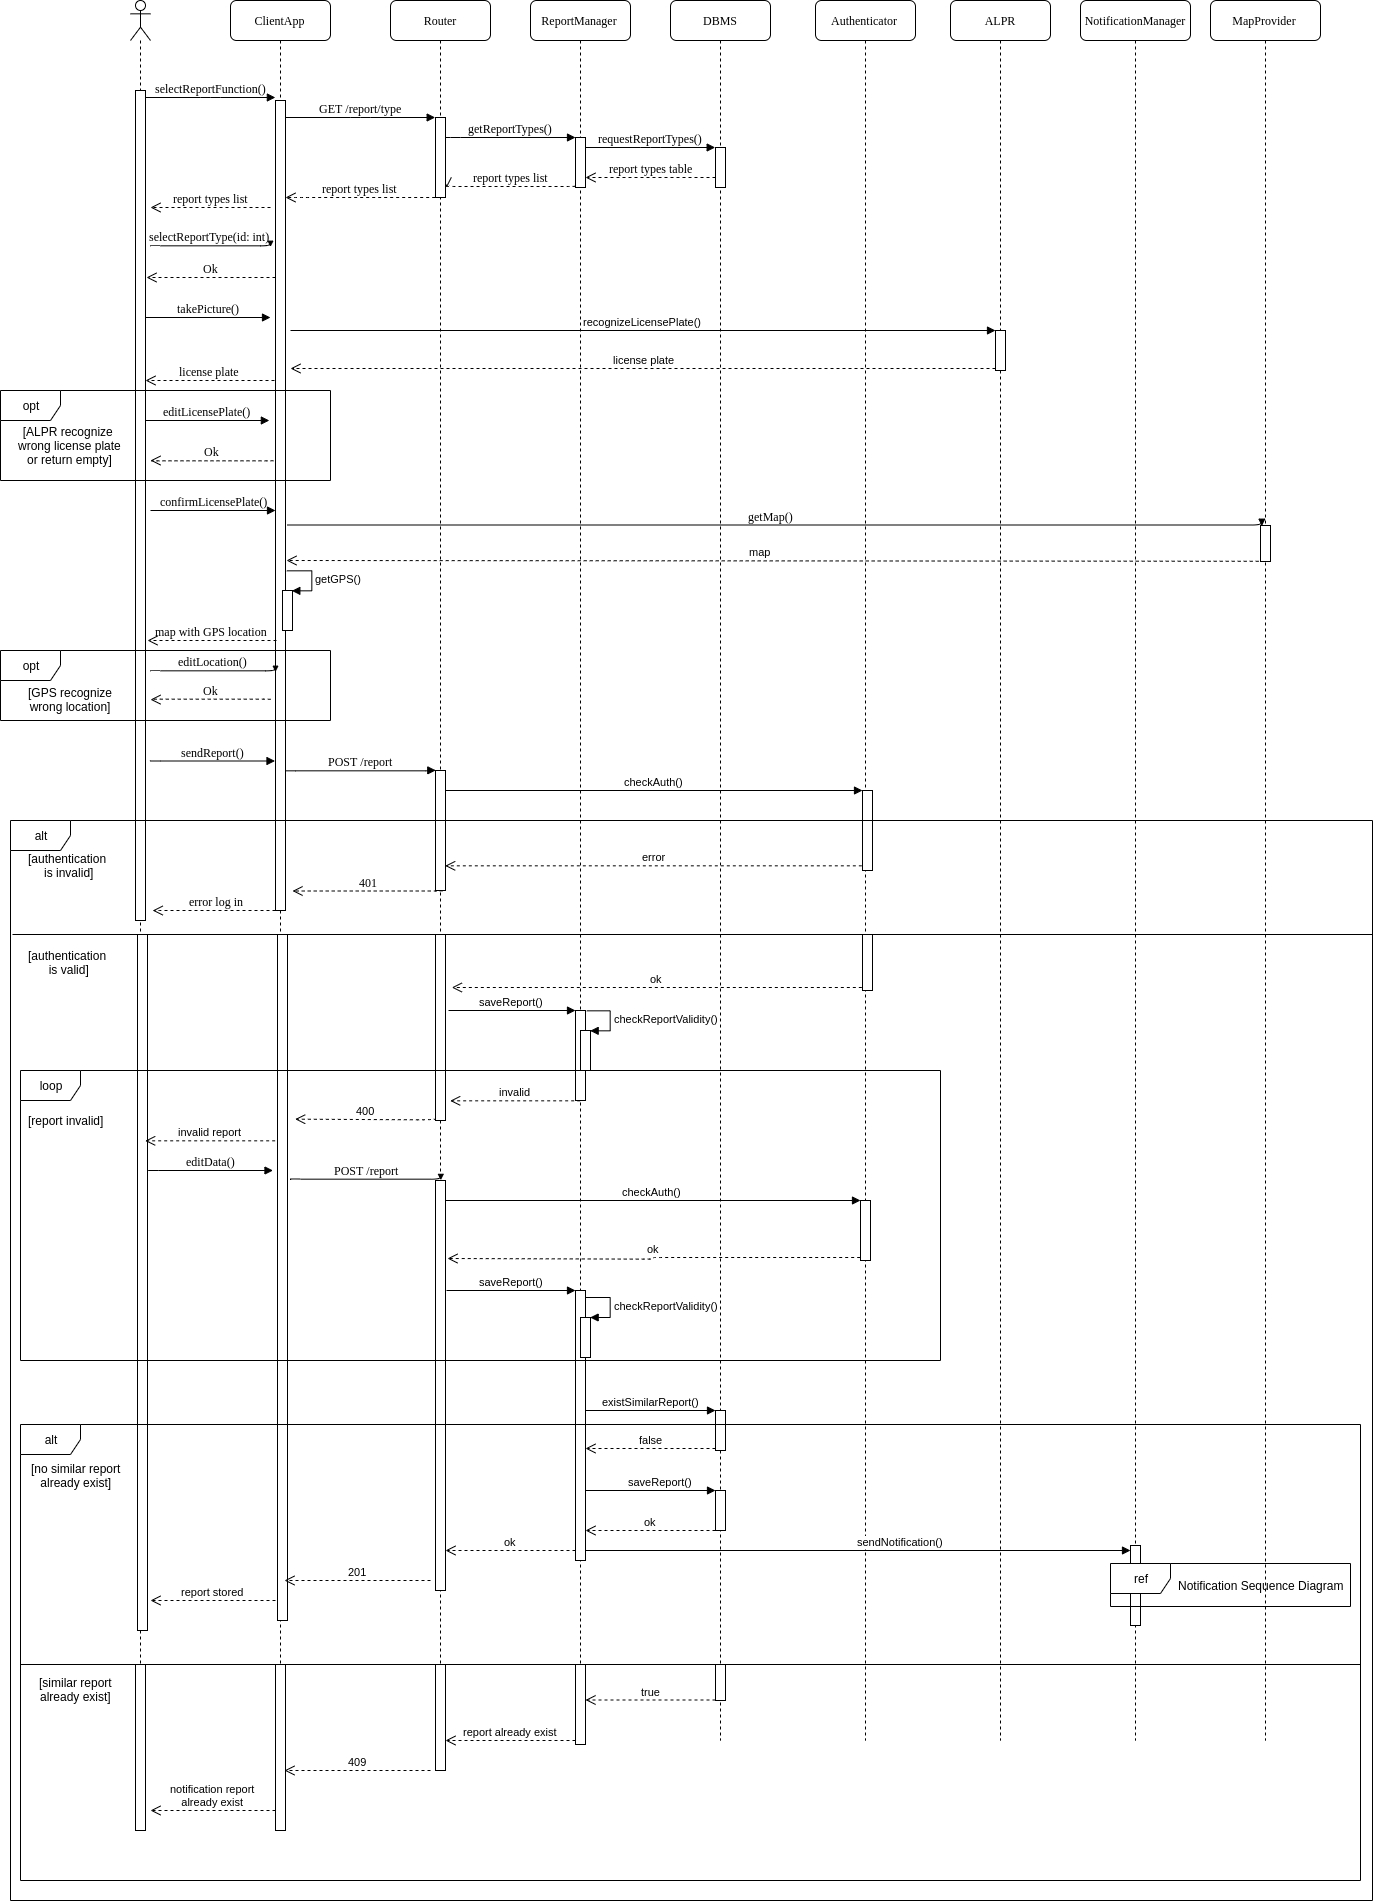 ClientApp
Router
ReportManager
DBMS
Authenticator
ALPR
NotificationManager
MapProvider
selectReportFunction()
GET /report/type
getReportTypes()
requestReportTypes()
report types table
report types list
report types list
report types list
selectReportType(id: int)
Ok
takePicture()
recognizeLicensePlate()
license plate
license plate
opt
editLicensePlate()
[ALPR recognize
wrong license plate
or return empty]
Ok
confirmLicensePlate()
getMap()
map
getGPS()
map with GPS location
opt
editLocation()
[GPS recognize
wrong location]
Ok
sendReport()
POST /report
checkAuth()
alt
[authentication
is invalid]
error
401
error log in
[authentication
is valid]
ok
saveReport()
checkReportValidity()
loop
invalid
400
[report invalid]
invalid report
editData()
POST /report
checkAuth()
ok
saveReport()
checkReportValidity()
existSimilarReport()
alt
false
[no similar report
already exist]
saveReport()
ok
ok
sendNotification()
201
ref
Notification Sequence Diagram
report stored
[similar report
already exist]
true
report already exist
409
notification report
already exist